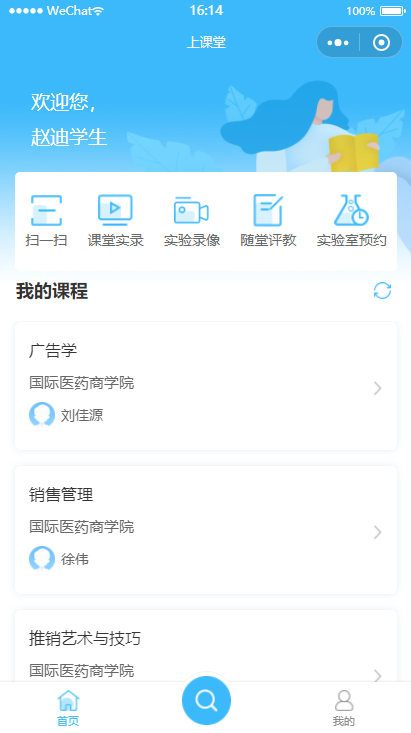 WeChat 16:14 100%
上课堂
欢迎您，
赵迪学生
扫一扫 课堂实录 实验录像 随堂评教 实验室预约
我的课程
广告学
国际医药商学院
刘佳源
销售管理
国际医药商学院
徐伟
推销艺术与技巧
国际医药商学院
首页 我的